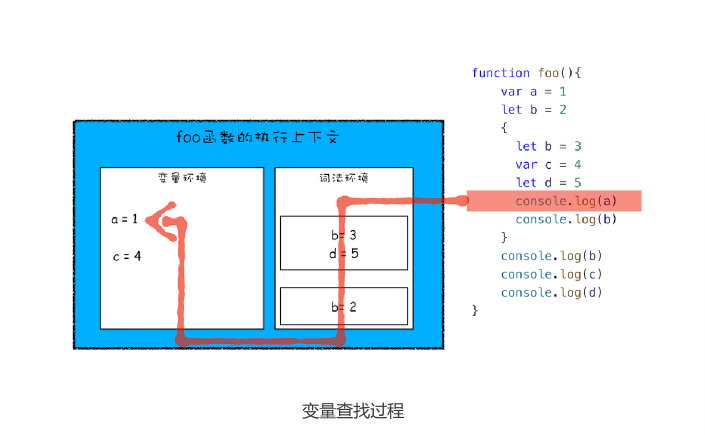 foo函数的执行上下文
变量环境
a = 1
c = 4
词法环境
b= 3
d = 5
b= 2
function foo(){
    var a = 1
    let b = 2
    {
      let b = 3
      var c = 4
      let d = 5
      console.log(a)
      console.log(b)
    }
    console.log(b)
    console.log(c)
    console.log(d)
}
变量查找过程